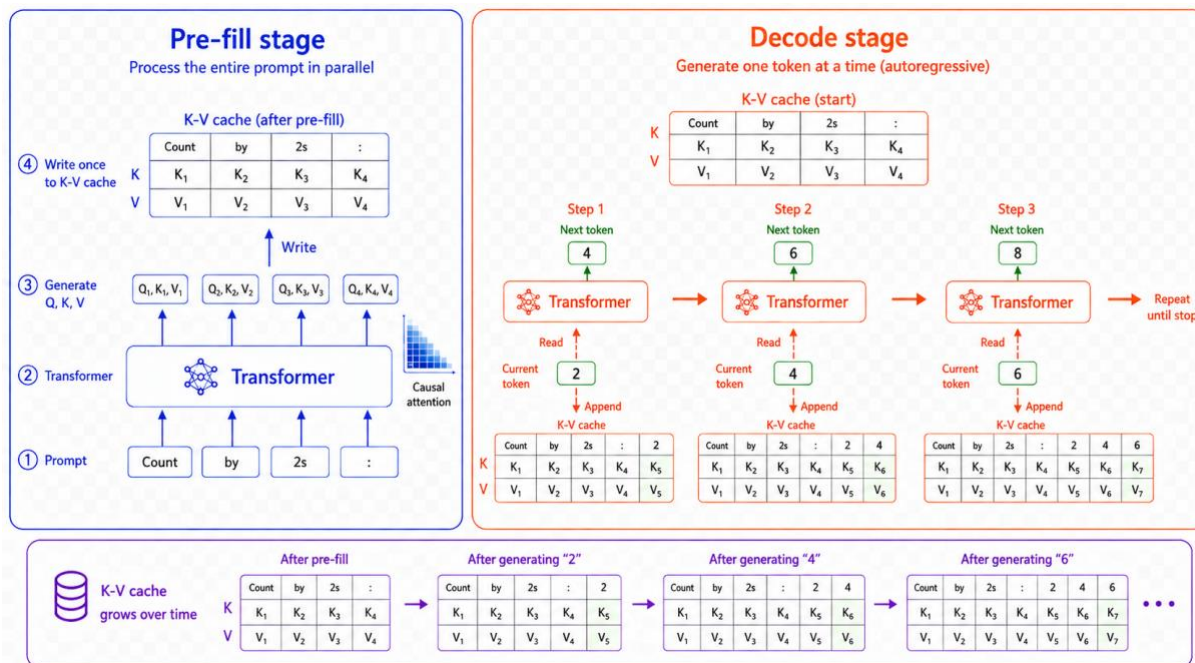 Pre-fill stage
Process the entire prompt in parallel
K-V cache (after pre-fill)
Count by 2s :
④ Write once
to K-V cache
K K₁ K₂ K₃ K₄
V V₁ V₂ V₃ V₄
Write
③ Generate
Q, K, V
Q₁, K₁, V₁ Q₂, K₂, V₂ Q₃, K₃, V₃ Q₄, K₄, V₄
② Transformer
Transformer
Causal
attention
① Prompt
Count by 2s :
Decode stage
Generate one token at a time (autoregressive)
K-V cache (start)
Count by 2s :
K K₁ K₂ K₃ K₄
V V₁ V₂ V₃ V₄
Step 1
Next token
4
Transformer
Read
Current
token
2
Append
K-V cache
Count by 2s : 2
K K₁ K₂ K₃ K₄ K₅
V V₁ V₂ V₃ V₄ V₅
Step 2
Next token
6
Transformer
Read
Current
token
4
Append
K-V cache
Count by 2s : 2 4
K₁ K₂ K₃ K₄ K₅ K₆
V₁ V₂ V₃ V₄ V₅ V₆
Step 3
Next token
8
Transformer
Read
Current
token
6
Append
K-V cache
Count by 2s : 2 4 6
K₁ K₂ K₃ K₄ K₅ K₆ K₇
V₁ V₂ V₃ V₄ V₅ V₆ V₇
Repeat
until stop
K-V cache
grows over time
After pre-fill
Count by 2s :
K K₁ K₂ K₃ K₄
V V₁ V₂ V₃ V₄
After generating “2”
Count by 2s : 2
K₁ K₂ K₃ K₄ K₅
V₁ V₂ V₃ V₄ V₅
After generating “4”
Count by 2s : 2 4
K₁ K₂ K₃ K₄ K₅ K₆
V₁ V₂ V₃ V₄ V₅ V₆
After generating “6”
Count by 2s : 2 4 6
K₁ K₂ K₃ K₄ K₅ K₆ K₇
V₁ V₂ V₃ V₄ V₅ V₆ V₇